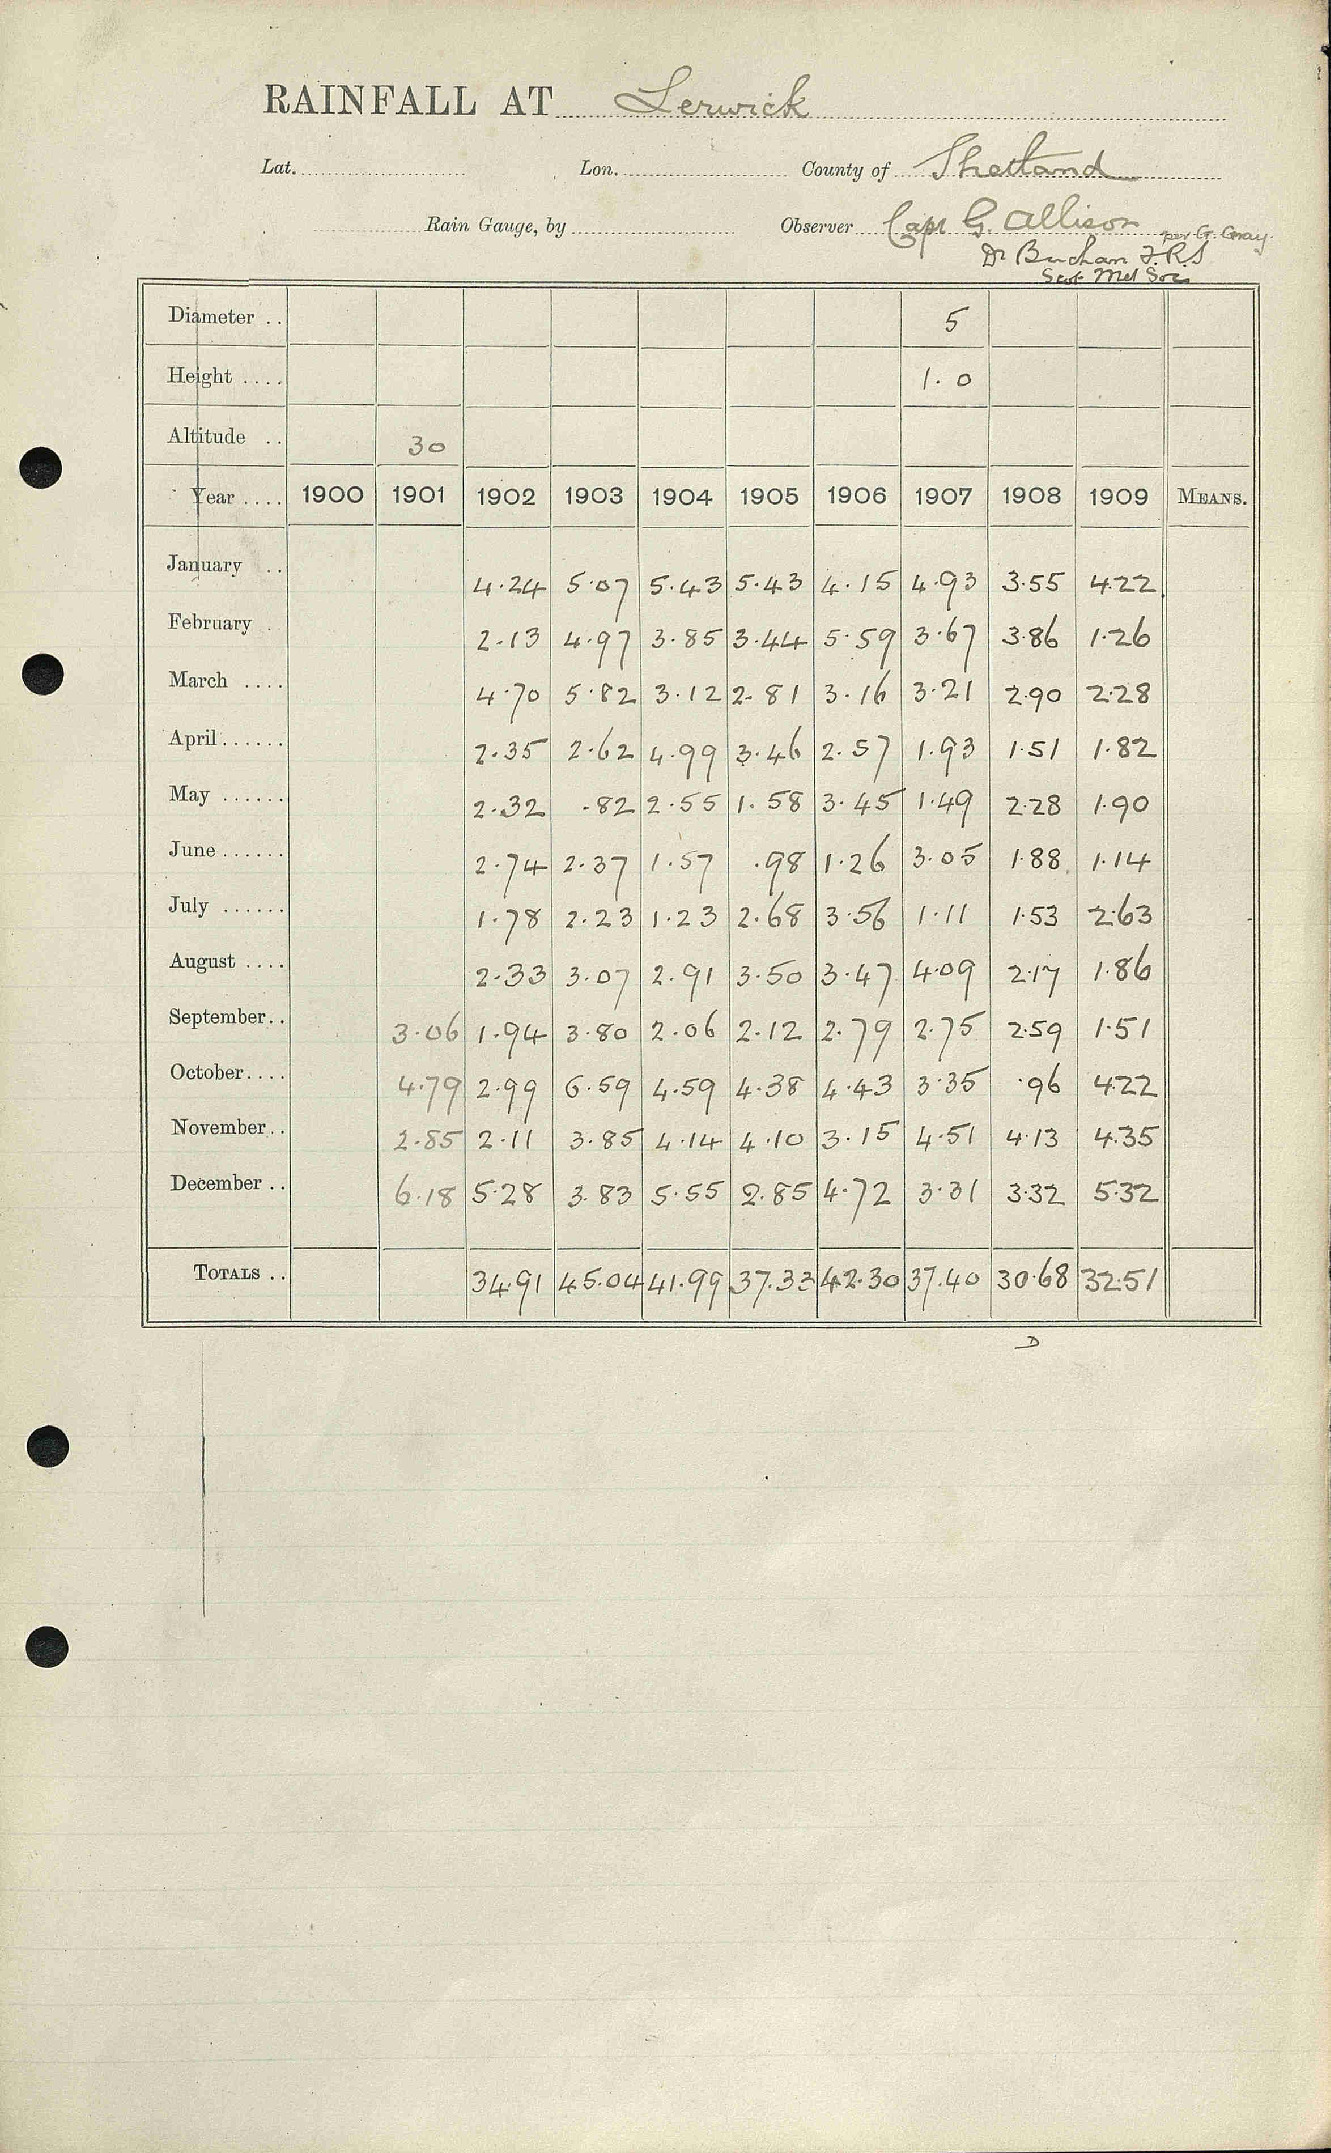 RAINFALL AT Lerwick
Lat. Lon. County of Shetland
Rain Gauge, by Observer Capt G. Allison per G. Gray
Dr Buchan F.R.S
Scot Met Soc
Diameter .. 5
Height .... 1.0
Altitude .. 30
Year .... 1900 1901 1902 1903 1904 1905 1906 1907 1908 1909 MEANS.
January .. 4.24 5.07 5.43 5.43 4.15 4.93 3.55 4.22
February . 2.13 4.97 3.85 3.44 5.59 3.67 3.86 1.26
March .... 4.70 5.82 3.12 2.81 3.16 3.21 2.90 2.28
April...... 2.35 2.62 4.99 3.46 2.57 1.93 1.51 1.82
May ...... 2.32 .82 2.55 1.58 3.45 1.49 2.28 1.90
June...... 2.74 2.37 1.57 .98 1.26 3.05 1.88 1.14
July ...... 1.78 2.23 1.23 2.68 3.56 1.11 1.53 2.63
August .... 2.33 3.07 2.91 3.50 3.47 4.09 2.17 1.86
September.. 3.06 1.94 3.80 2.06 2.12 2.79 2.75 2.59 1.51
October.... 4.79 2.99 6.59 4.59 4.38 4.43 3.35 .96 4.22
November.. 2.85 2.11 3.85 4.14 4.10 3.15 4.51 4.13 4.35
December .. 6.18 5.28 3.83 5.55 2.85 4.72 3.31 3.32 5.32
TOTALS .. 34.91 45.04 41.99 37.33 42.30 37.40 30.68 32.51
D